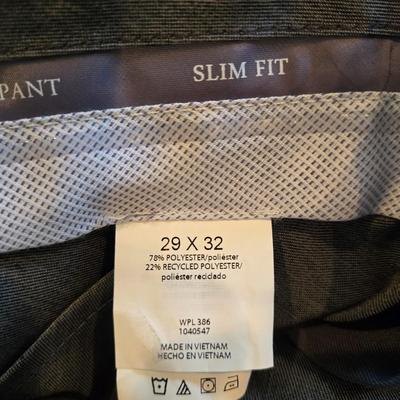 PANT SLIM FIT
29 X 32
78% POLYESTER/poliéster
22% RECYCLED POLYESTER/
poliéster reciclado
WPL 386
1040547
MADE IN VIETNAM
HECHO EN VIETNAM